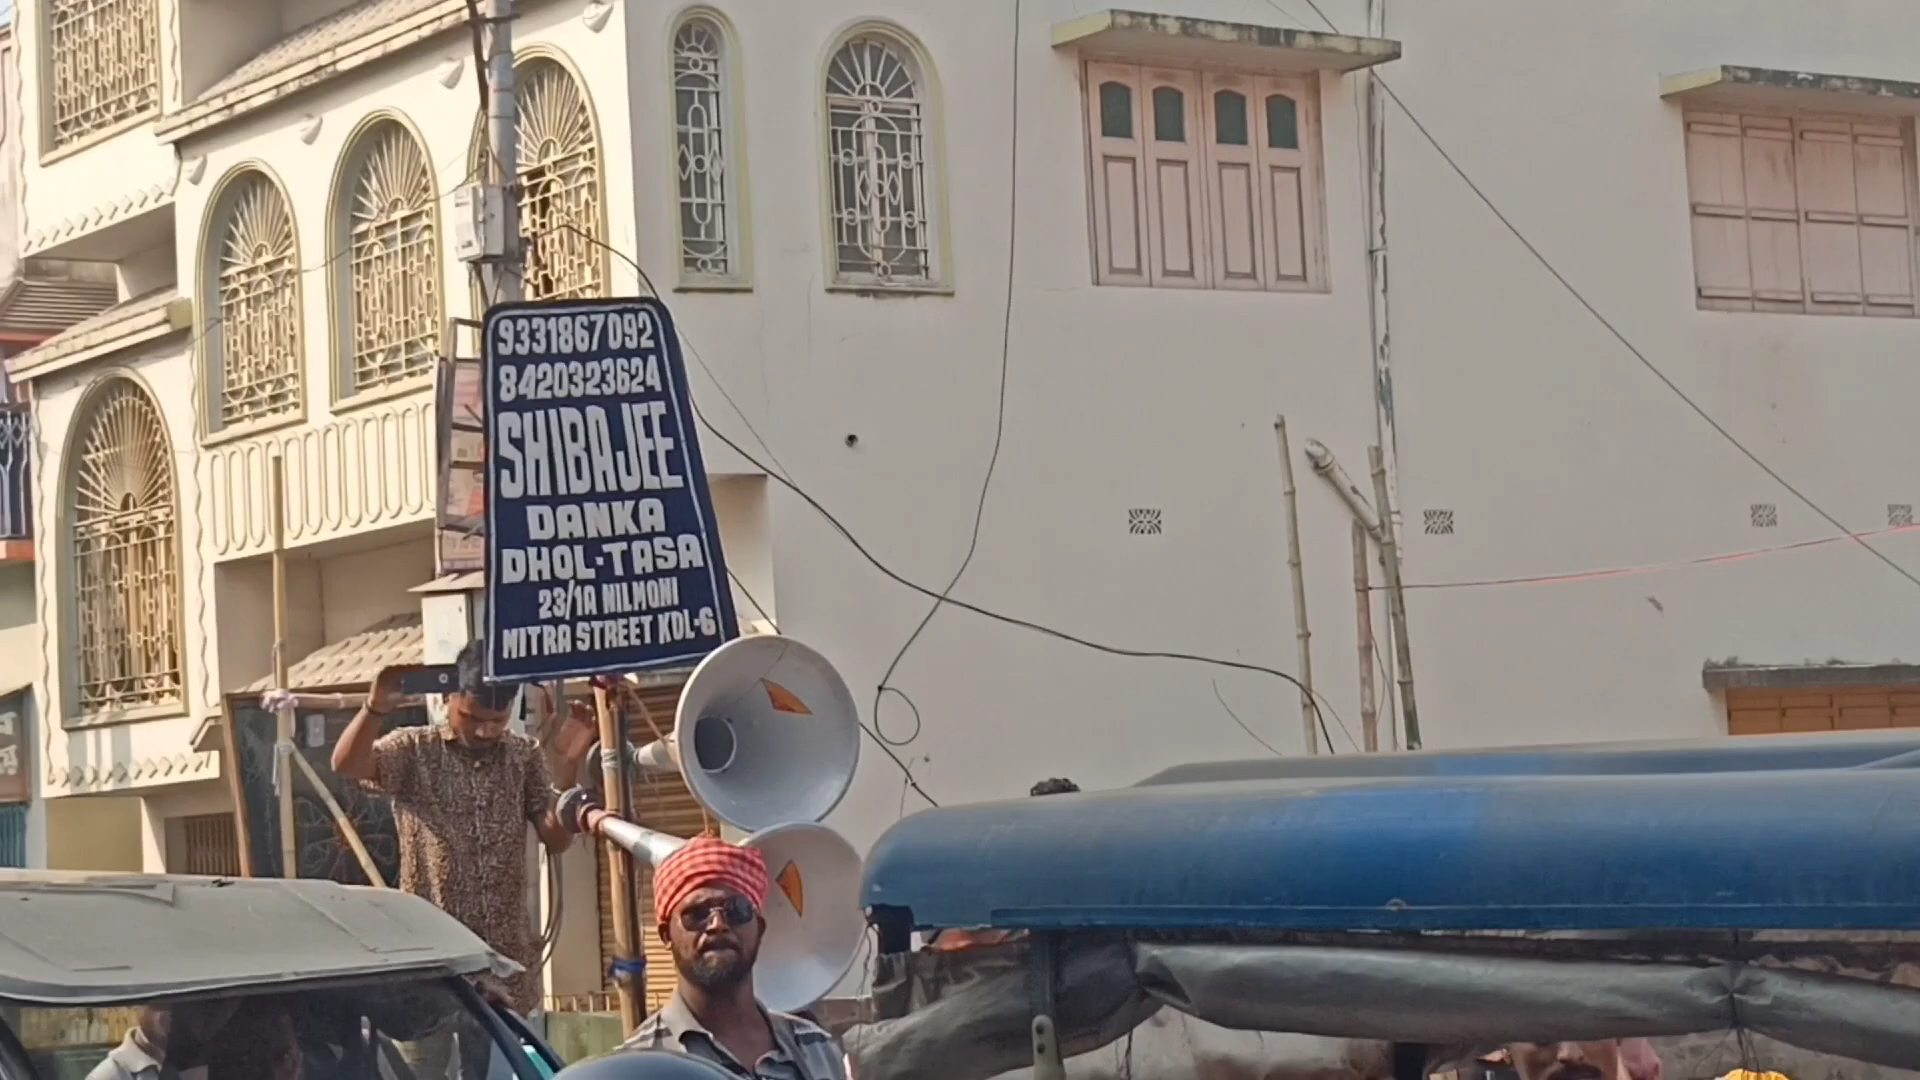 9331867092
8420323624
SHIBAJEE
DANKA
DHOL-TASA
23/1A NILMONI
MITRA STREET KOL-6